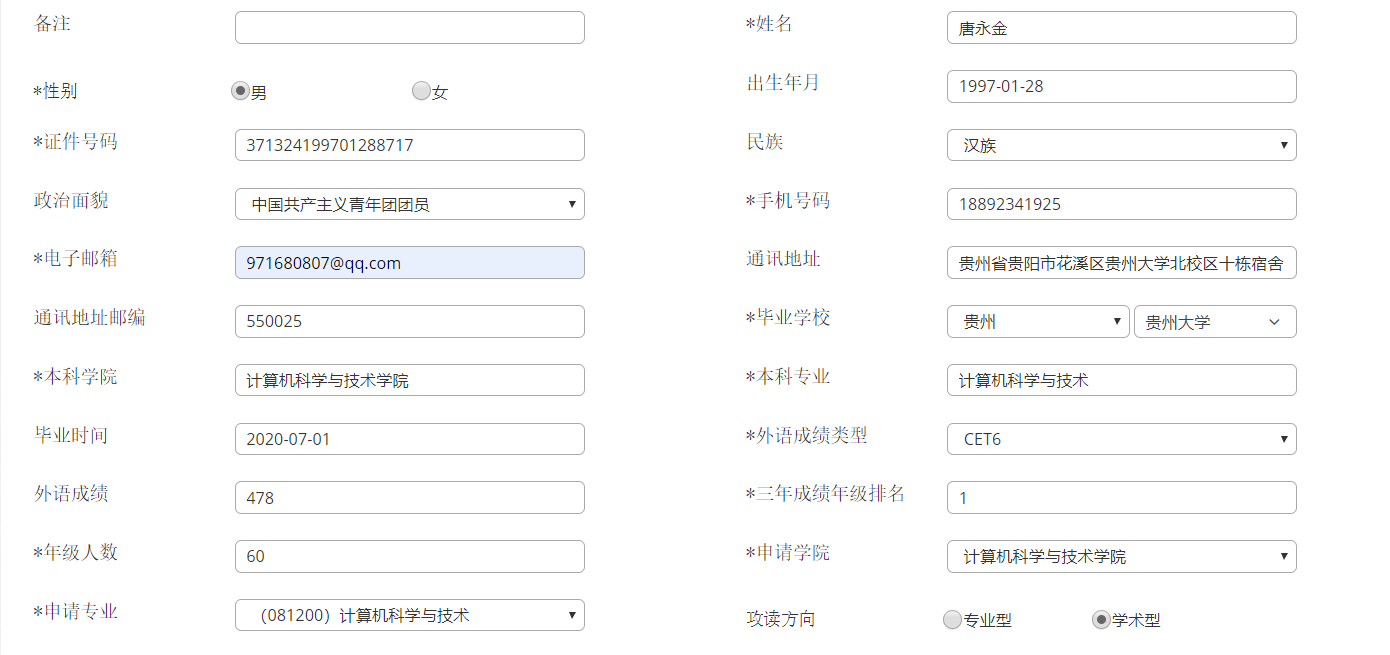 备注
*姓名 唐永金
*性别 男 女
出生年月 1997-01-28
*证件号码 371324199701288717
民族 汉族
政治面貌 中国共产主义青年团团员
*手机号码 18892341925
*电子邮箱 971680807@qq.com
通讯地址 贵州省贵阳市花溪区贵州大学北校区十栋宿舍
通讯地址邮编 550025
*毕业学校 贵州 贵州大学
*本科学院 计算机科学与技术学院
*本科专业 计算机科学与技术
毕业时间 2020-07-01
*外语成绩类型 CET6
外语成绩 478
*三年成绩年级排名 1
*年级人数 60
*申请学院 计算机科学与技术学院
*申请专业 （081200）计算机科学与技术
攻读方向 专业型 学术型